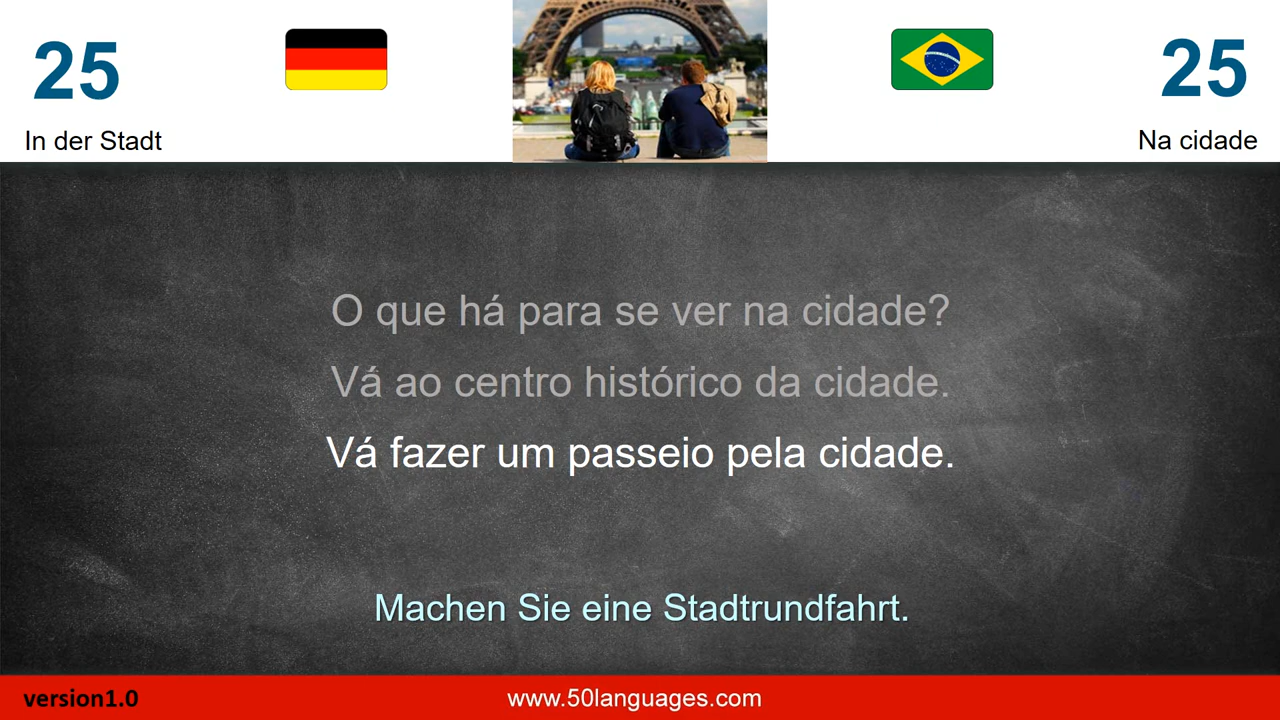 25
25
In der Stadt
Na cidade
O que há para se ver na cidade?
Vá ao centro histórico da cidade.
Vá fazer um passeio pela cidade.
Machen Sie eine Stadtrundfahrt.
version1.0
www.50languages.com